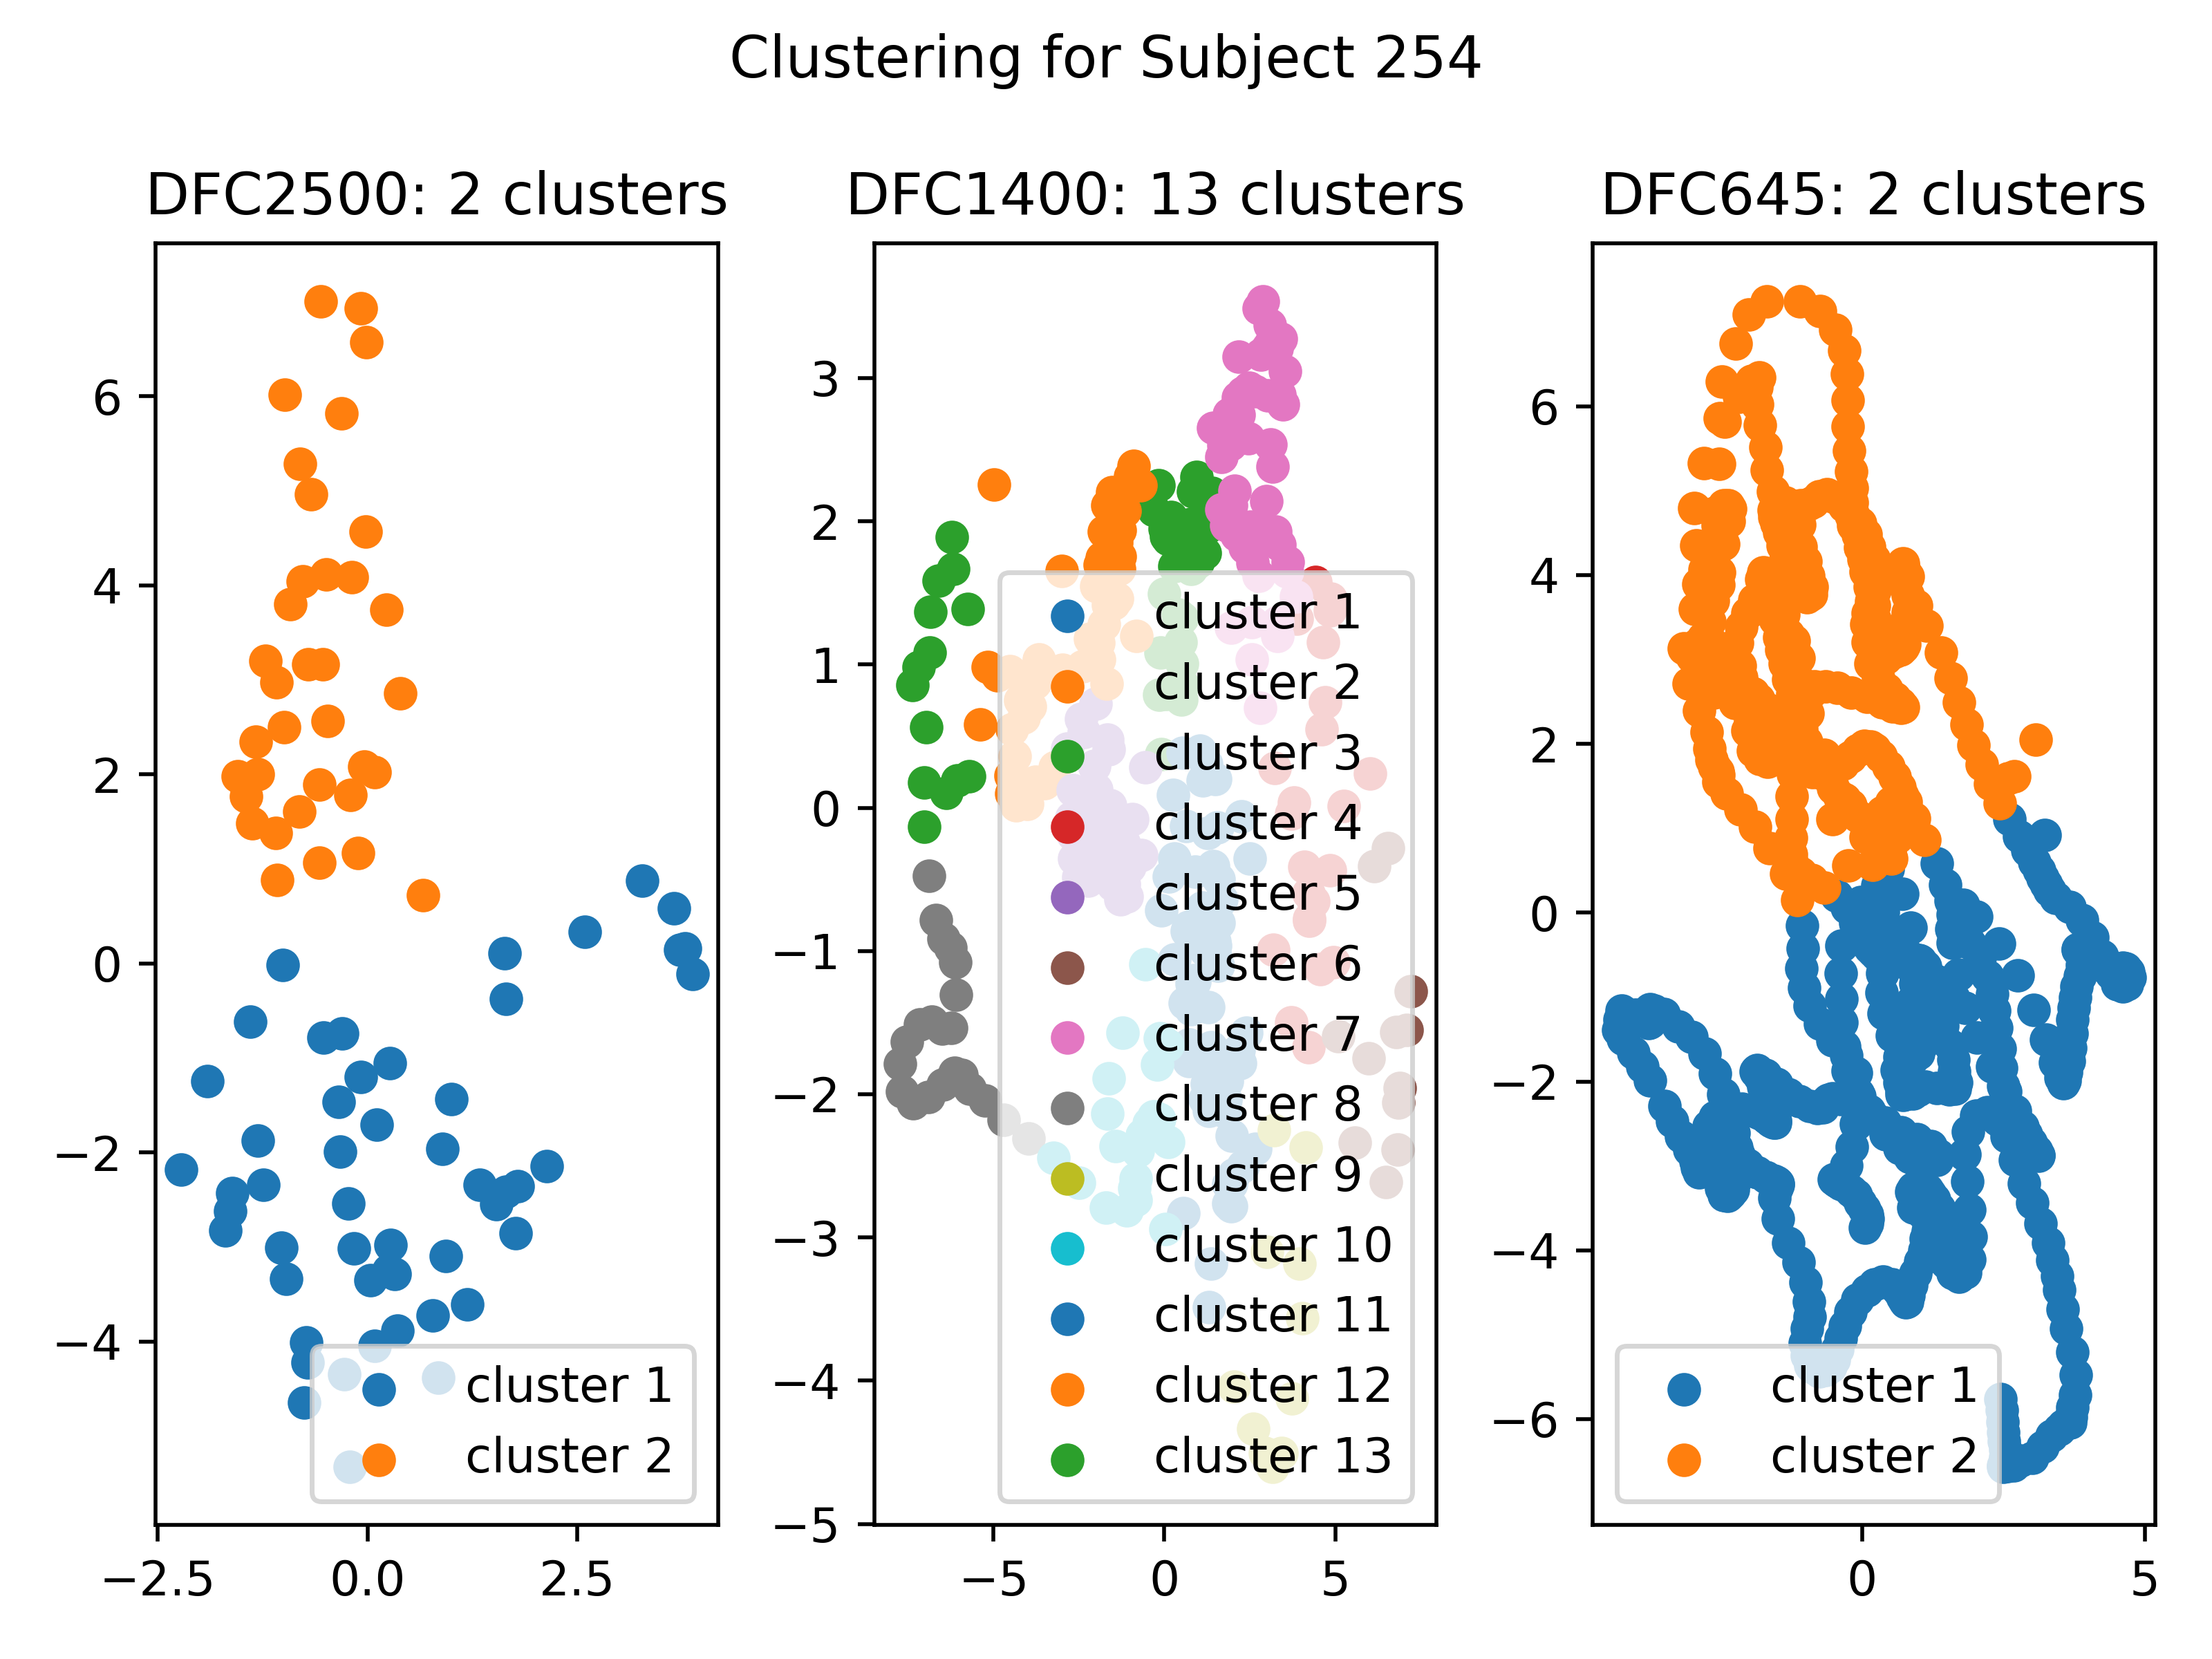 Clustering for Subject 254
DFC2500: 2 clusters
6
4
2
0
−2
−4
−2.5
0.0
2.5
cluster 1
cluster 2
DFC1400: 13 clusters
3
2
1
0
−1
−2
−3
−4
−5
−5
0
5
cluster 1
cluster 2
cluster 3
cluster 4
cluster 5
cluster 6
cluster 7
cluster 8
cluster 9
cluster 10
cluster 11
cluster 12
cluster 13
DFC645: 2 clusters
6
4
2
0
−2
−4
−6
0
5
cluster 1
cluster 2